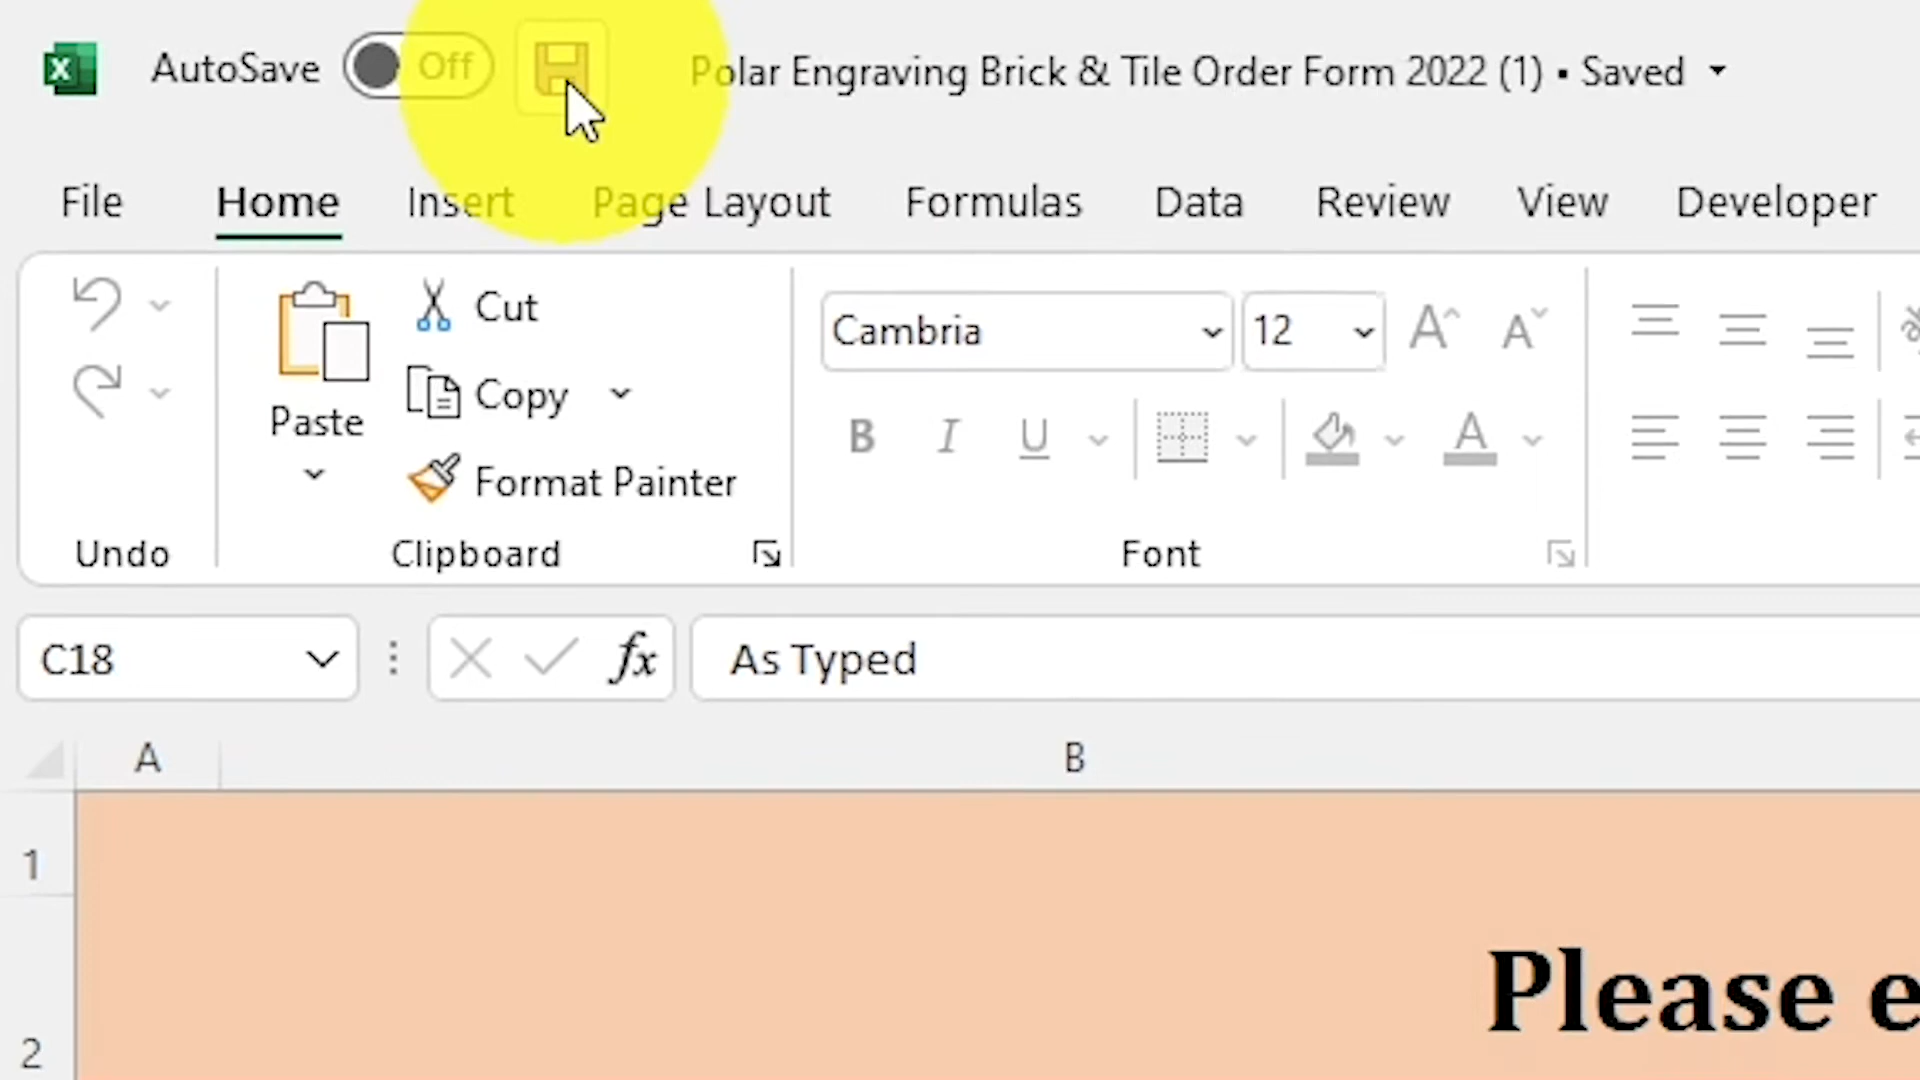 AutoSave Off Polar Engraving Brick & Tile Order Form 2022 (1) • Saved
File Home Insert Page Layout Formulas Data Review View Developer
Cut
Cambria 12
Copy
Paste
B I U A
Format Painter
Undo Clipboard Font
C18 fx As Typed
A B
1
Please
2